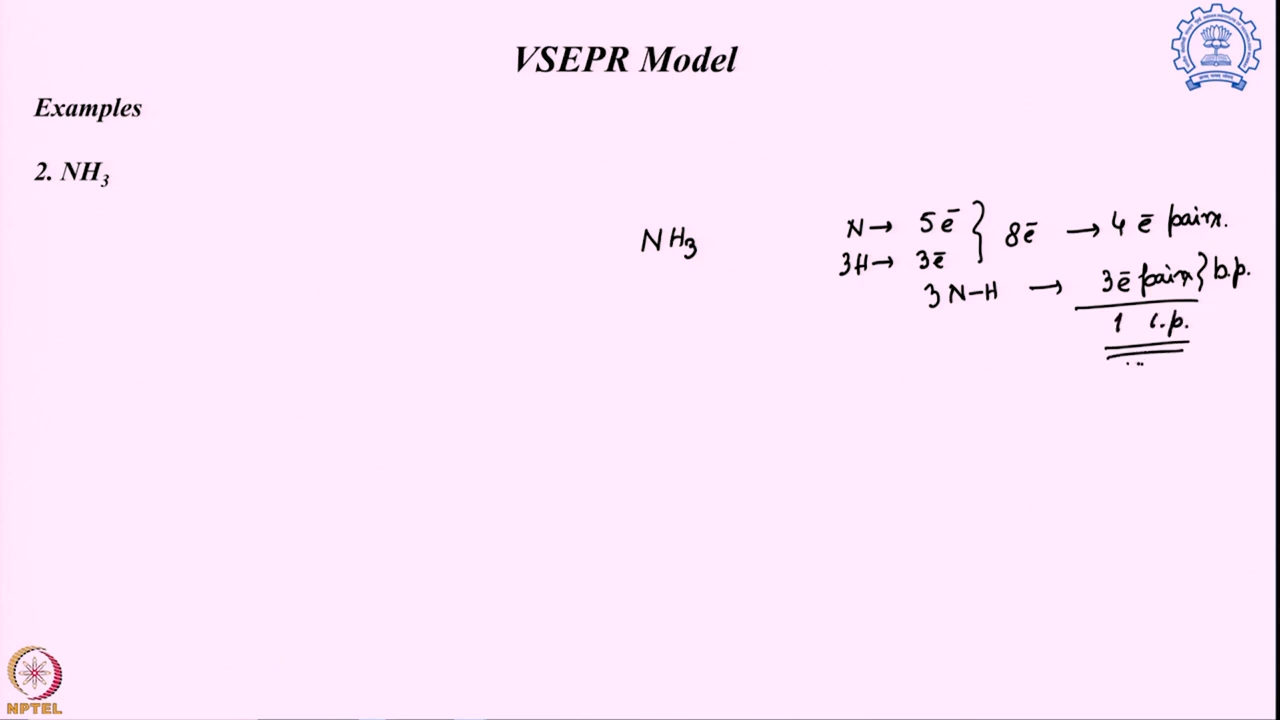 VSEPR Model
Examples
2. NH3
NH3
N → 5ē } 8ē → 4 ē pairs.
3H → 3ē
3 N-H → 3ē pairs } b.p.
1 l.p.
NPTEL